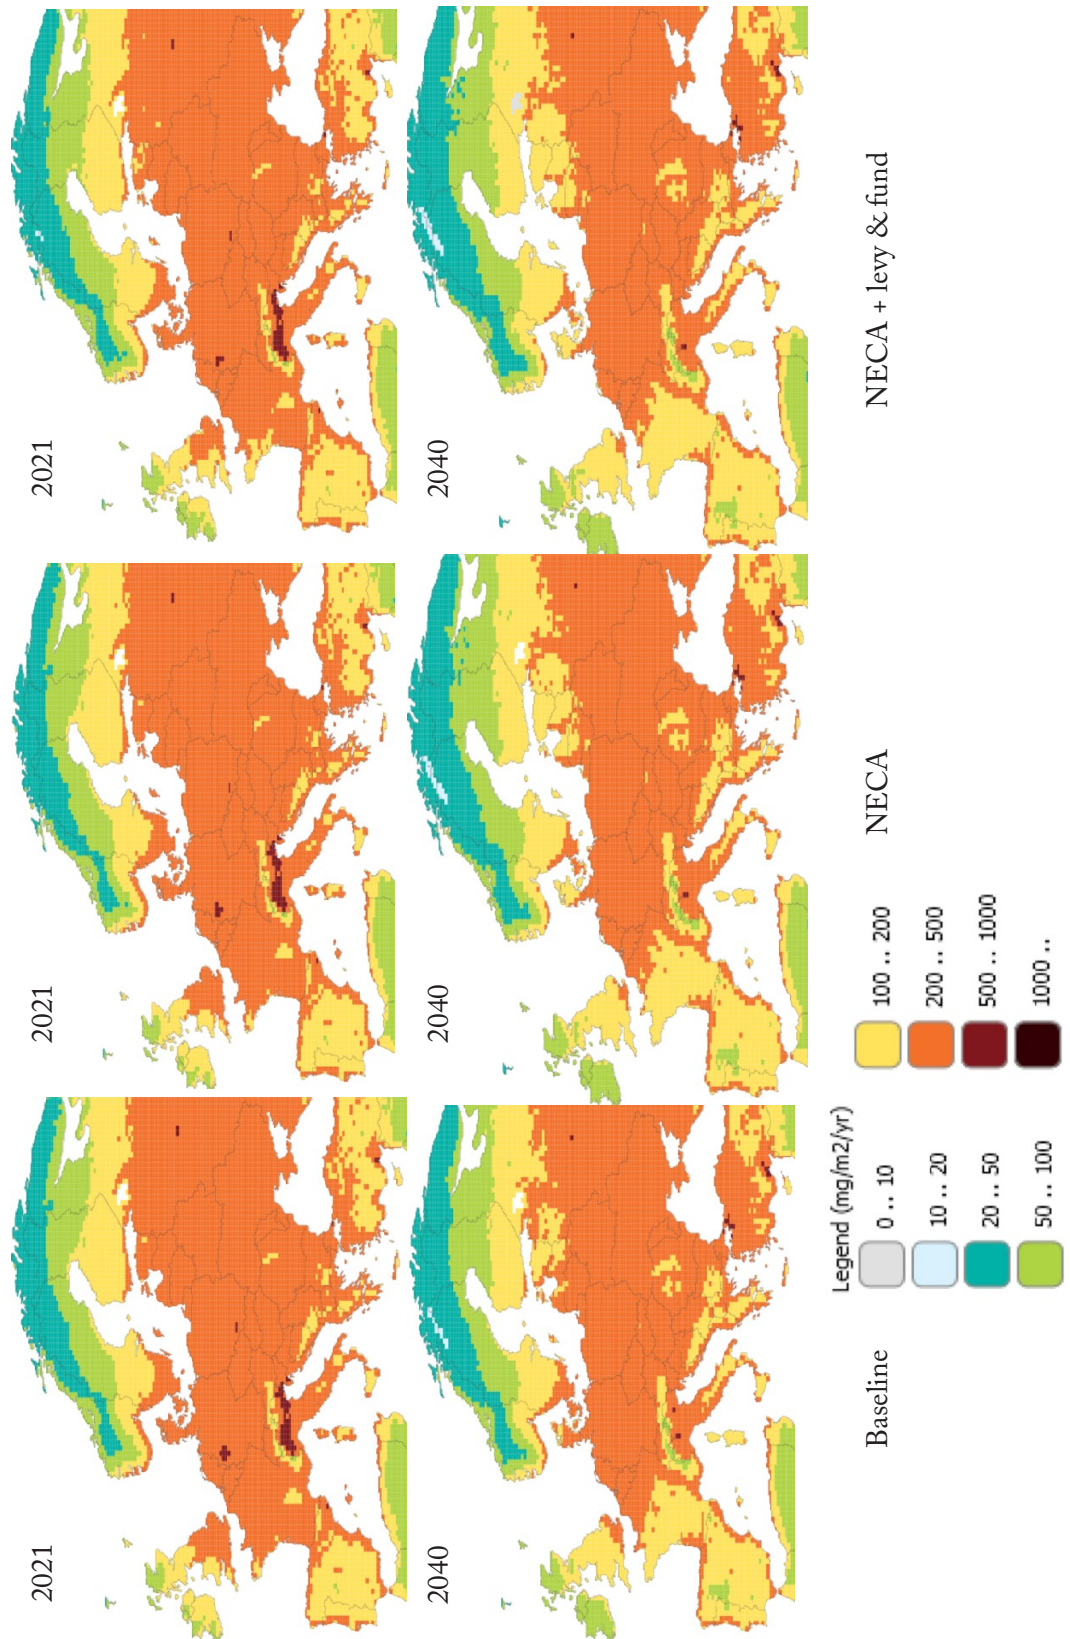 2021
2021
2021
2040
2040
2040
Legend (mg/m2/yr)
0 .. 10
10 .. 20
20 .. 50
50 .. 100
100 .. 200
200 .. 500
500 .. 1000
1000 ..
Baseline
NECA
NECA + levy & fund